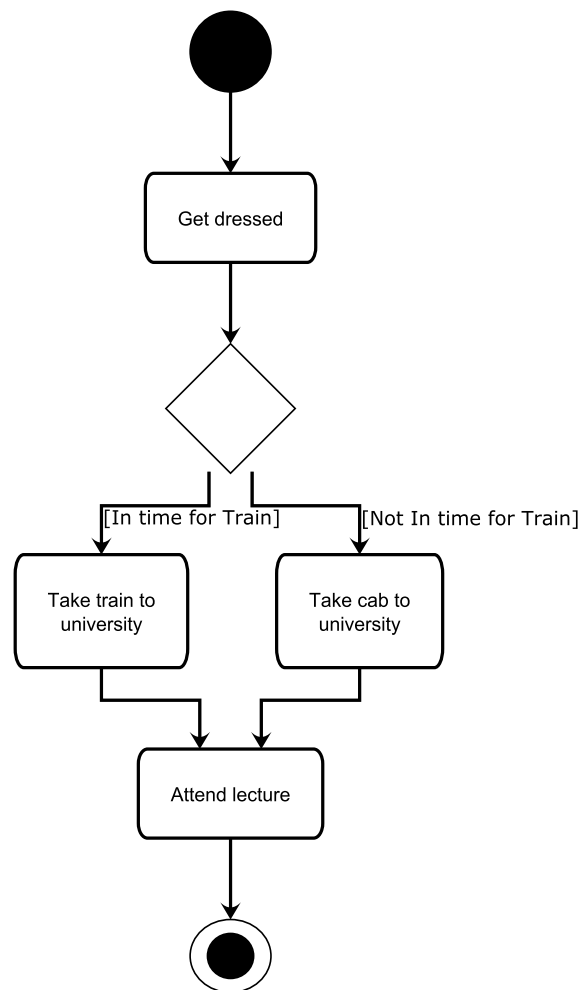 Get dressed
[In time for Train]
[Not In time for Train]
Take train to
university
Take cab to
university
Attend lecture